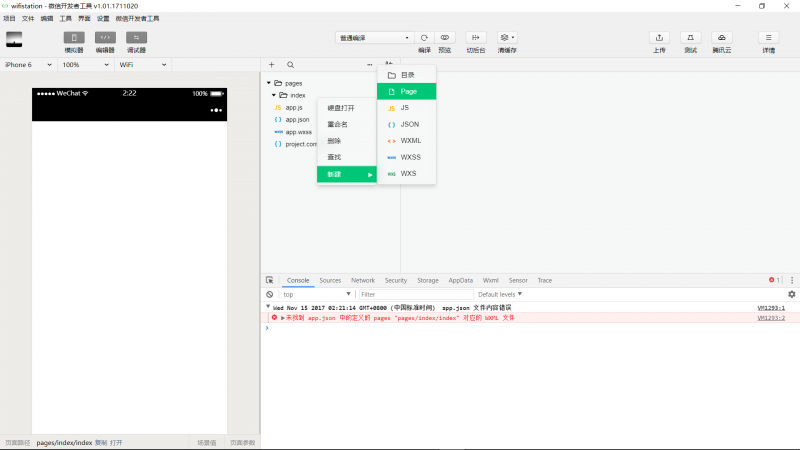 wifistation - 微信开发者工具 v1.01.1711020
项目 文件 编辑 工具 界面 设置 微信开发者工具
模拟器 编辑器 调试器
普通编译
编译 预览 切后台 清缓存
上传 测试 腾讯云 详情
iPhone 6 100% WiFi
WeChat 2:22 100%
pages
index
JS app.js
{ } app.json
wxss app.wxss
{ } project.con
硬盘打开
重命名
删除
查找
新建
目录
Page
JS JS
{ } JSON
< > WXML
wxss WXSS
WXS WXS
Console Sources Network Security Storage AppData Wxml Sensor Trace 1
top Filter Default levels
Wed Nov 15 2017 02:21:14 GMT+0800 (中国标准时间) app.json 文件内容错误 VM1293:1
未找到 app.json 中的定义的 pages "pages/index/index" 对应的 WXML 文件 VM1293:2
页面路径 pages/index/index 复制 打开 场景值 页面参数